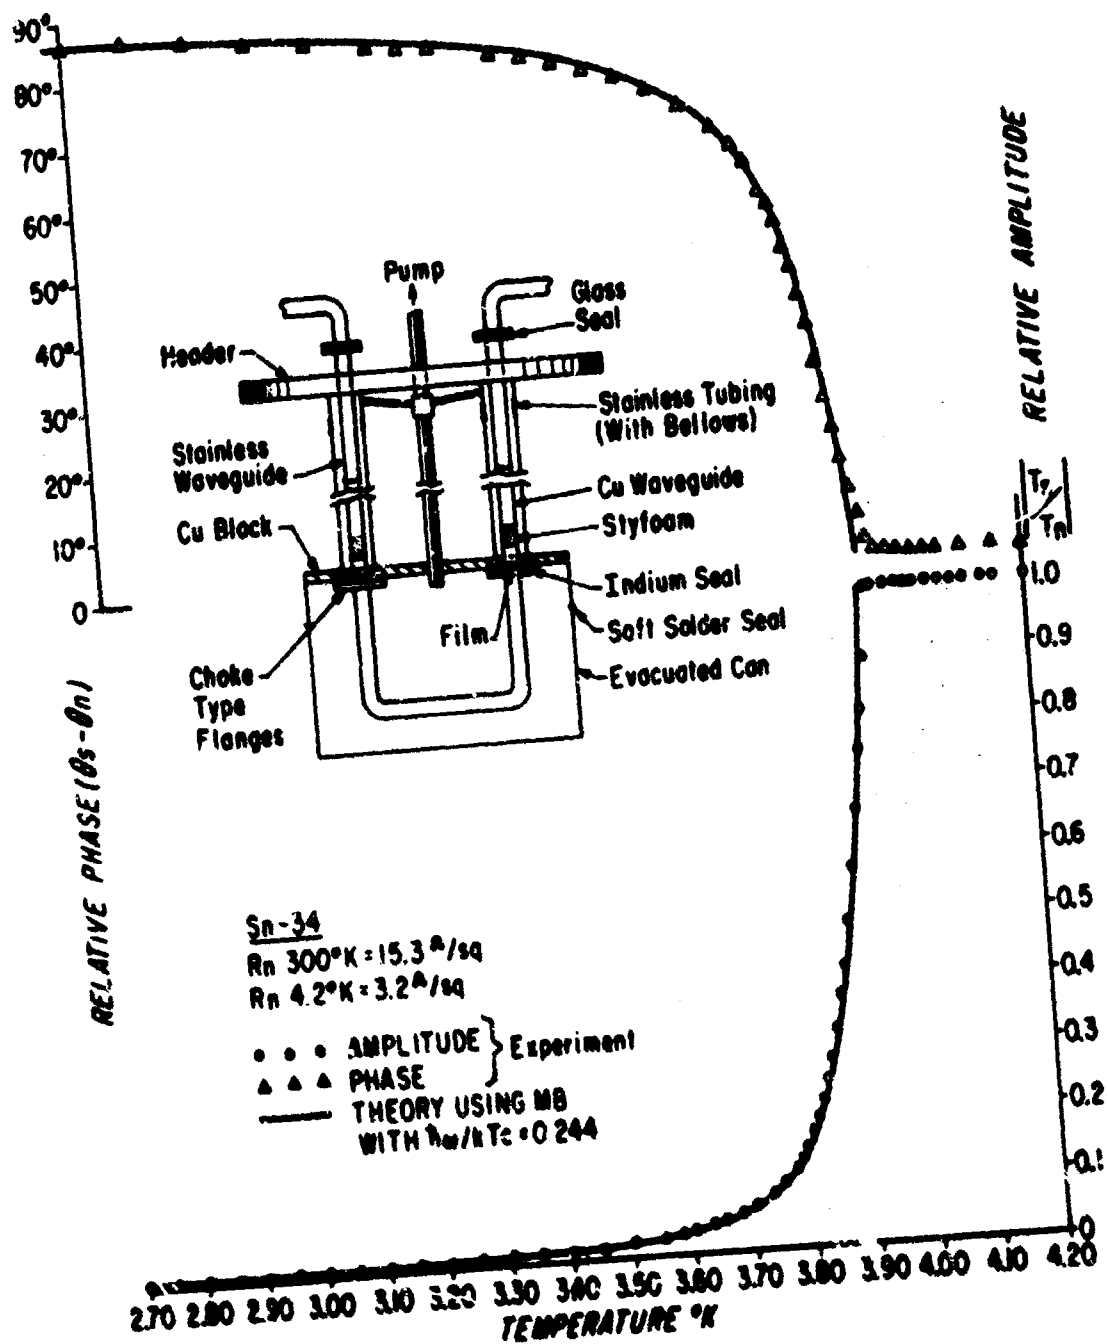 90°
80°
70°
60°
50°
40°
30°
20°
10°
0
RELATIVE PHASE (θs-θn)
Pump
Glass
Seal
Header
Stainless Tubing
(With Bellows)
Stainless
Waveguide
Cu Waveguide
Styfoam
Cu Block
Indium Seal
Film
Soft Solder Seal
Evacuated Can
Choke
Type
Flanges
RELATIVE AMPLITUDE
1.0
0.9
0.8
0.7
0.6
0.5
0.4
0.3
0.2
0.1
0
Sn-34
Rn 300°K = 15.3 Ω/sq
Rn 4.2°K = 3.2 Ω/sq
AMPLITUDE
PHASE
Experiment
THEORY USING MB
WITH ħω/kTc = 0.244
2.70 2.80 2.90 3.00 3.10 3.20 3.30 3.40 3.50 3.60 3.70 3.80 3.90 4.00 4.10 4.20
TEMPERATURE °K